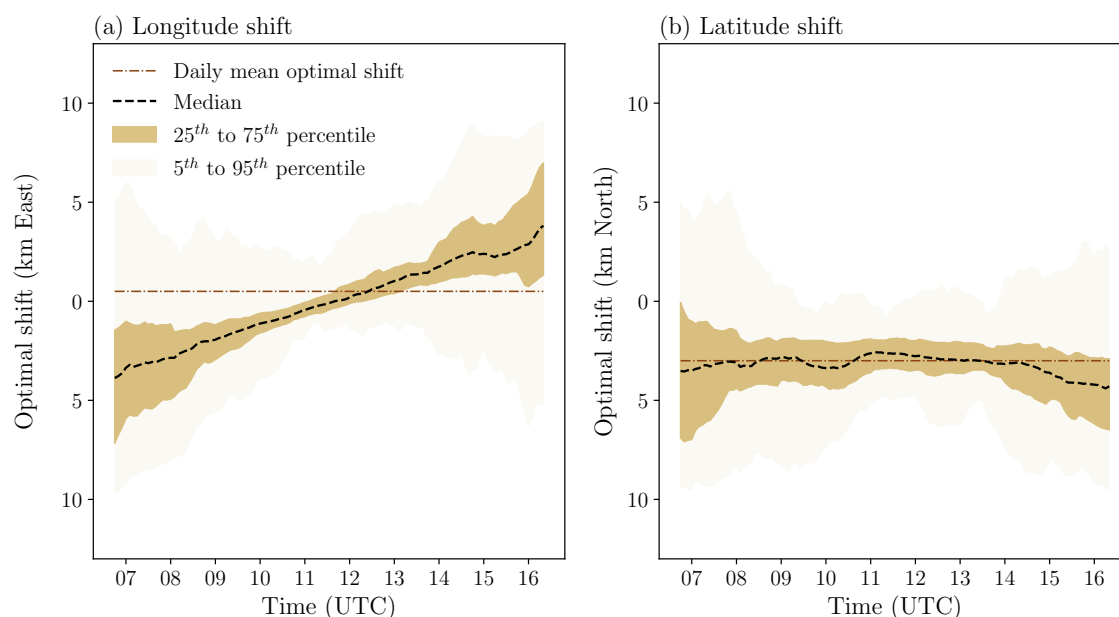 (a) Longitude shift
Daily mean optimal shift
Median
25th to 75th percentile
5th to 95th percentile
10
5
0
5
10
Optimal shift (km East)
07 08 09 10 11 12 13 14 15 16
Time (UTC)
(b) Latitude shift
10
5
0
5
10
Optimal shift (km North)
07 08 09 10 11 12 13 14 15 16
Time (UTC)